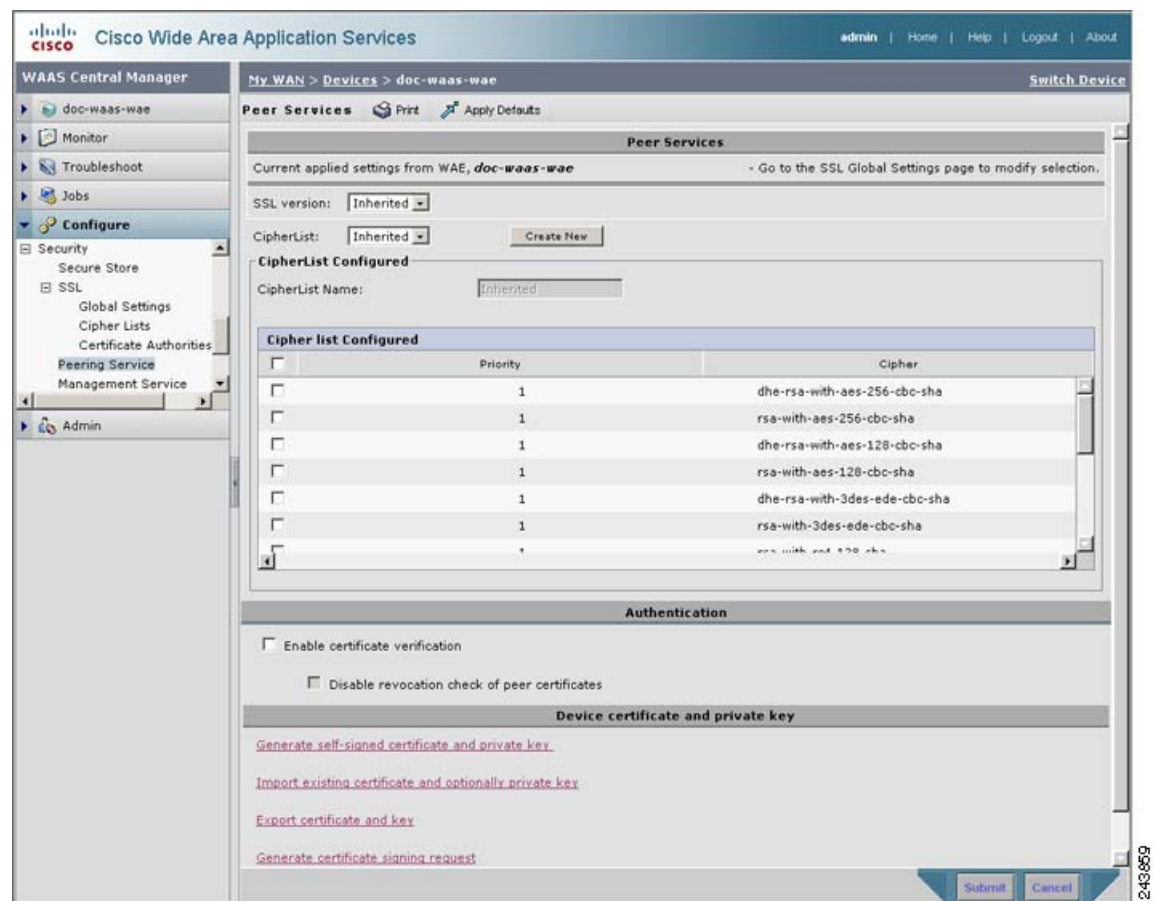 CISCO Cisco Wide Area Application Services admin | Home | Help | Logout | About
WAAS Central Manager
My WAN > Devices > doc-waas-wae Switch Device
doc-waas-wae
Monitor
Troubleshoot
Jobs
Configure
Security
Secure Store
SSL
Global Settings
Cipher Lists
Certificate Authorities
Peering Service
Management Service
Admin
Peer Services Print Apply Defaults
Peer Services
Current applied settings from WAE, doc-waas-wae - Go to the SSL Global Settings page to modify selection.
SSL version: Inherited
CipherList: Inherited Create New
CipherList Configured
CipherList Name: Inherited
Cipher list Configured
Priority Cipher
1 dhe-rsa-with-aes-256-cbc-sha
1 rsa-with-aes-256-cbc-sha
1 dhe-rsa-with-aes-128-cbc-sha
1 rsa-with-aes-128-cbc-sha
1 dhe-rsa-with-3des-ede-cbc-sha
1 rsa-with-3des-ede-cbc-sha
1 rsa-with-rc4-128-sha
Authentication
Enable certificate verification
Disable revocation check of peer certificates
Device certificate and private key
Generate self-signed certificate and private key
Import existing certificate and optionally private key
Export certificate and key
Generate certificate signing request
Submit Cancel
243859